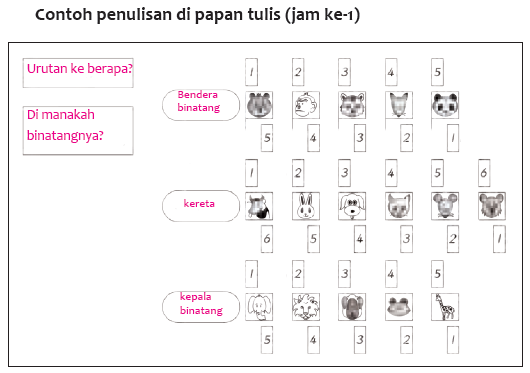 Contoh penulisan di papan tulis (jam ke-1)
Urutan ke berapa?
Di manakah
binatangnya?
1 2 3 4 5
Bendera
binatang
5 4 3 2 1
1 2 3 4 5 6
kereta
6 5 4 3 2 1
1 2 3 4 5
kepala
binatang
5 4 3 2 1